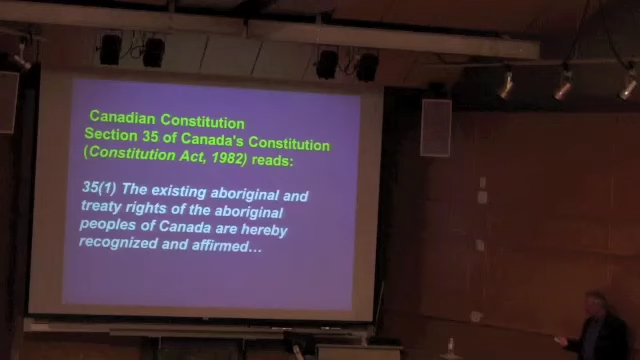 Canadian Constitution
Section 35 of Canada's Constitution
(Constitution Act, 1982) reads:
35(1) The existing aboriginal and
treaty rights of the aboriginal
peoples of Canada are hereby
recognized and affirmed...